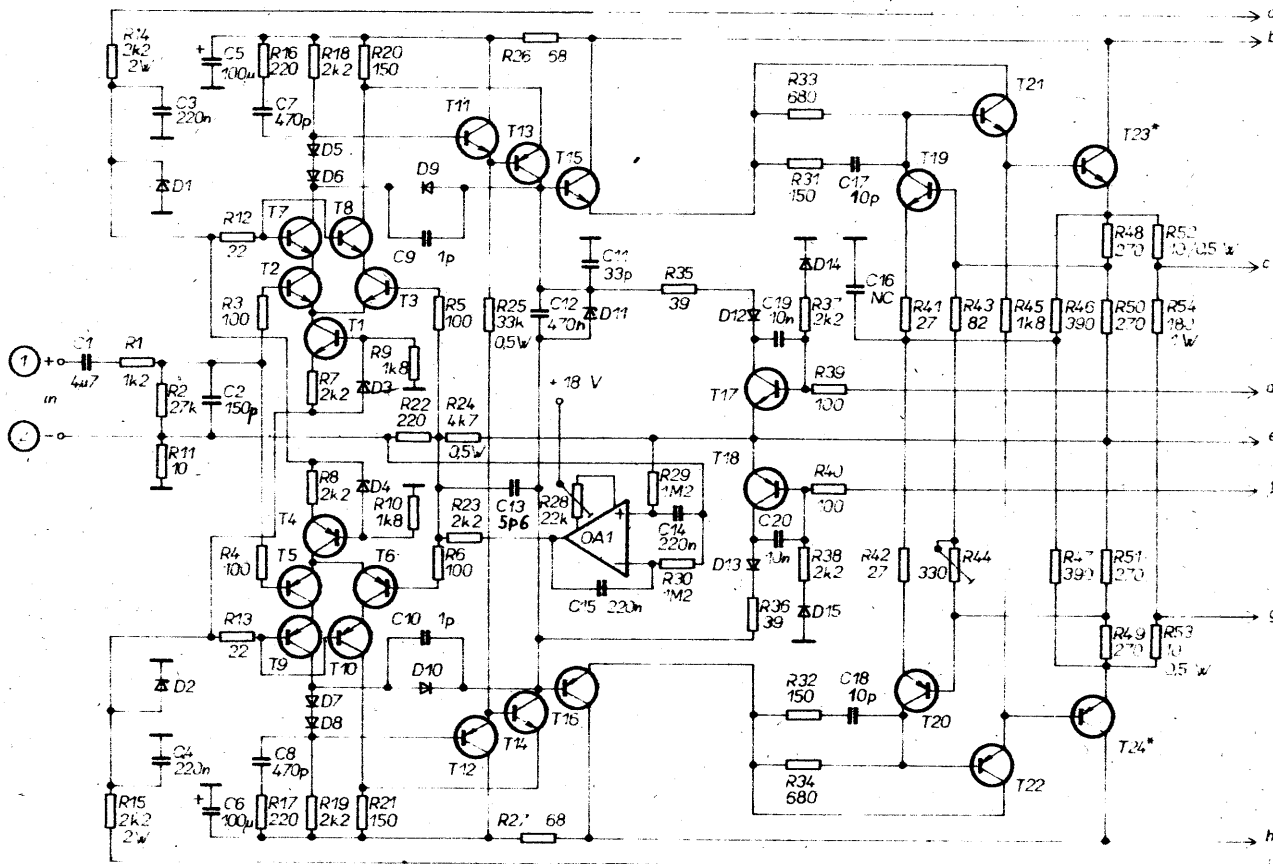 R14
2k2
2W
C5
100µ
+
R16
220
R18
2k2
R20
150
R26 68
b
C3
220n
C7
470p
T11
T13
T15
R33
680
T21
T23*
D5
D6
D9
R31
150
C17
10p
T19
D1
R12
22
T7
T8
C9
1p
C11
33p
R35
39
D14
C16
NC
R48
270
R52
c
T2
T3
R3
100
R5
100
R25
33k
0,5W
C12
470n
D11
D12
C19
10n
R37
2k2
R41
27
R43
82
R45
1k8
R46
390
R50
270
R54
180
1W
T1
R9
1k8
1
+
C1
4µ7
R1
1k2
R7
2k2
D3
in
R2
27k
C2
150p
+18 V
T17
R39
100
R22
220
R24
4k7
0,5W
2
-
e
R11
10
R8
2k2
D4
R10
1k8
T18
R40
100
R29
1M2
R28
22k
C13
5p6
R23
2k2
OA1
+
C14
220n
R30
1M2
C15
220n
C20
10n
T4
R4
100
T5
T6
R6
100
D13
R38
2k2
R42
27
R44
330
R47
390
R51
270
R36
39
D15
R13
22
C10
1p
g
T9
T10
R49
270
R53
10
0,5W
D2
D10
D7
D8
T16
T14
T12
R32
150
C18
10p
T20
T24*
220n
C8
470p
R34
680
T22
R15
2k2
2W
C6
100µ
+
R17
220
R19
2k2
R21
150
68
h